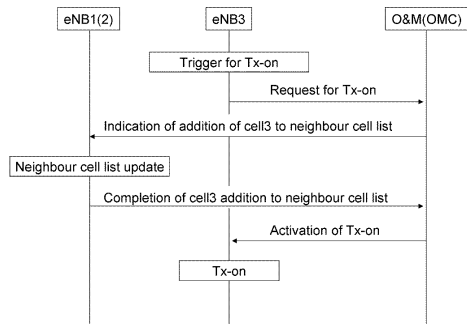 eNB1(2) eNB3 O&M(OMC)
Trigger for Tx-on
Request for Tx-on
Indication of addition of cell3 to neighbour cell list
Neighbour cell list update
Completion of cell3 addition to neighbour cell list
Activation of Tx-on
Tx-on